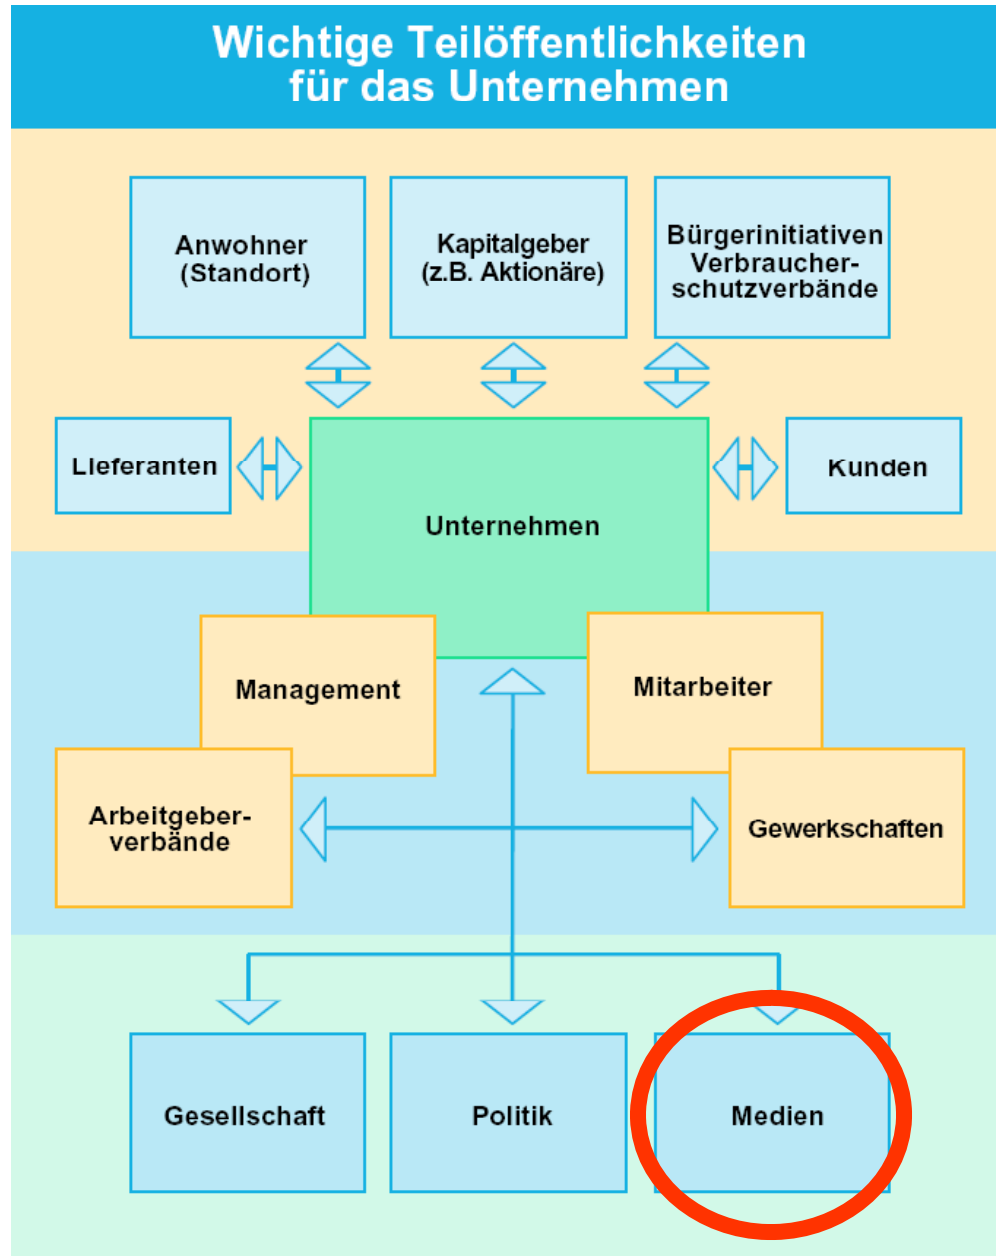 Wichtige Teilöffentlichkeiten
für das Unternehmen
Anwohner
(Standort)
Kapitalgeber
(z.B. Aktionäre)
Bürgerinitiativen
Verbraucher-
schutzverbände
Lieferanten
Kunden
Unternehmen
Management
Mitarbeiter
Arbeitgeber-
verbände
Gewerkschaften
Gesellschaft
Politik
Medien